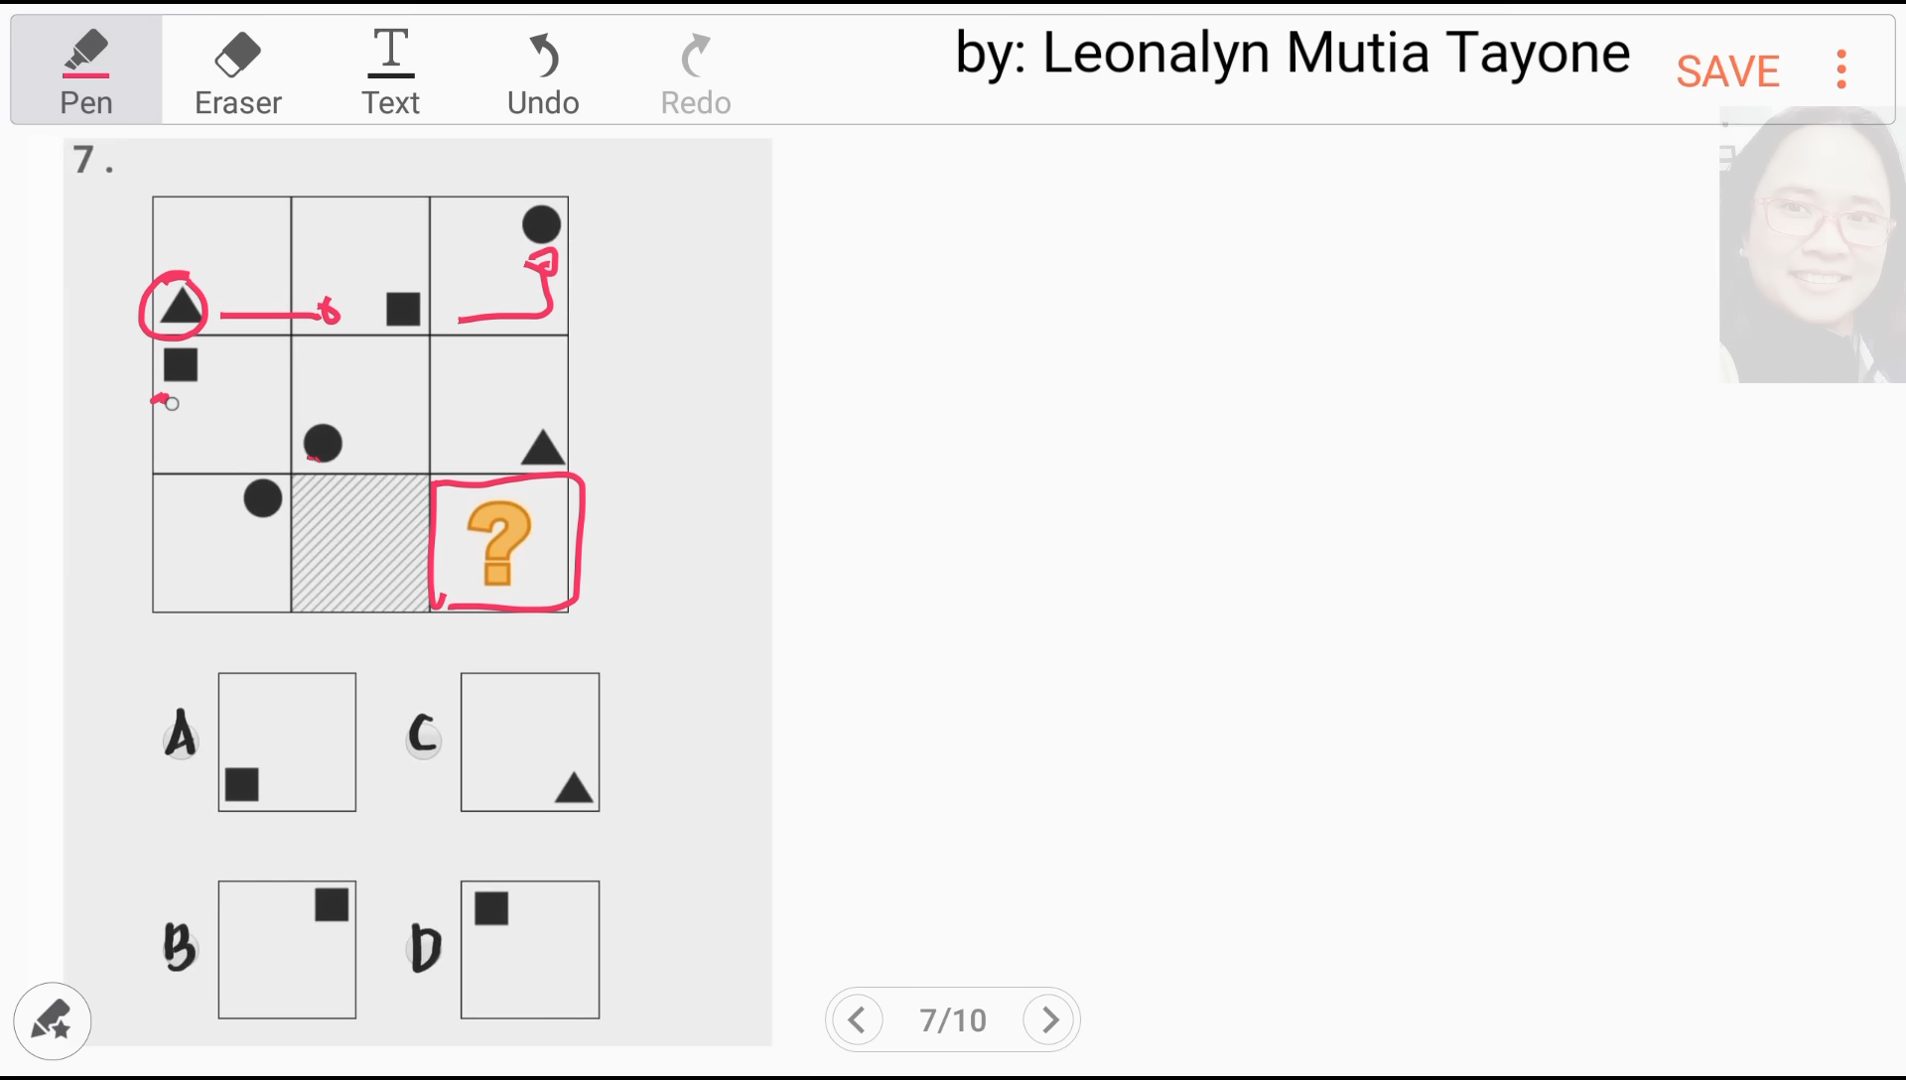 by: Leonalyn Mutia Tayone
SAVE
Pen
Eraser
Text
Undo
Redo
7.
?
A
C
B
D
7/10